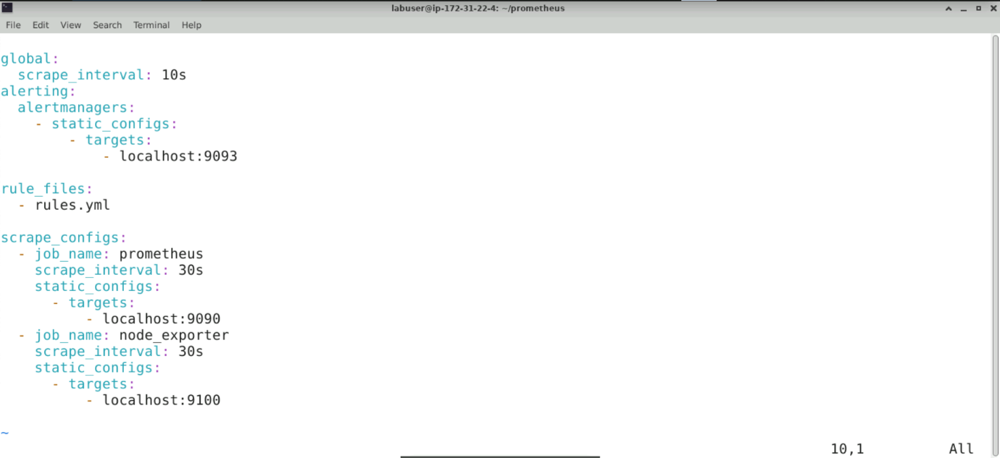 labuser@ip-172-31-22-4: ~/prometheus
File Edit View Search Terminal Help
global:
  scrape_interval: 10s
alerting:
  alertmanagers:
    - static_configs:
        - targets:
            - localhost:9093
rule_files:
  - rules.yml
scrape_configs:
  - job_name: prometheus
    scrape_interval: 30s
    static_configs:
      - targets:
          - localhost:9090
  - job_name: node_exporter
    scrape_interval: 30s
    static_configs:
      - targets:
          - localhost:9100
~
10,1 All